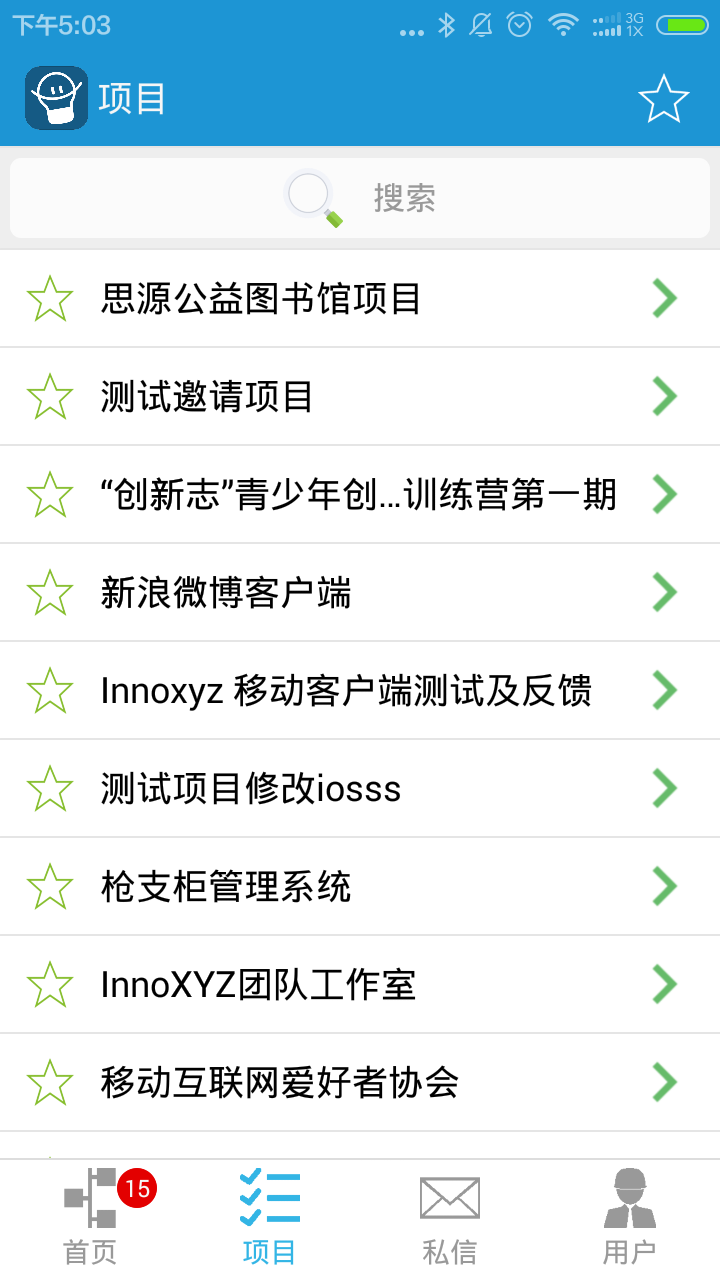 下午5:03
3G
1X
项目
搜索
思源公益图书馆项目
测试邀请项目
“创新志”青少年创...训练营第一期
新浪微博客户端
Innoxyz 移动客户端测试及反馈
测试项目修改iosss
枪支柜管理系统
InnoXYZ团队工作室
移动互联网爱好者协会
15
首页
项目
私信
用户